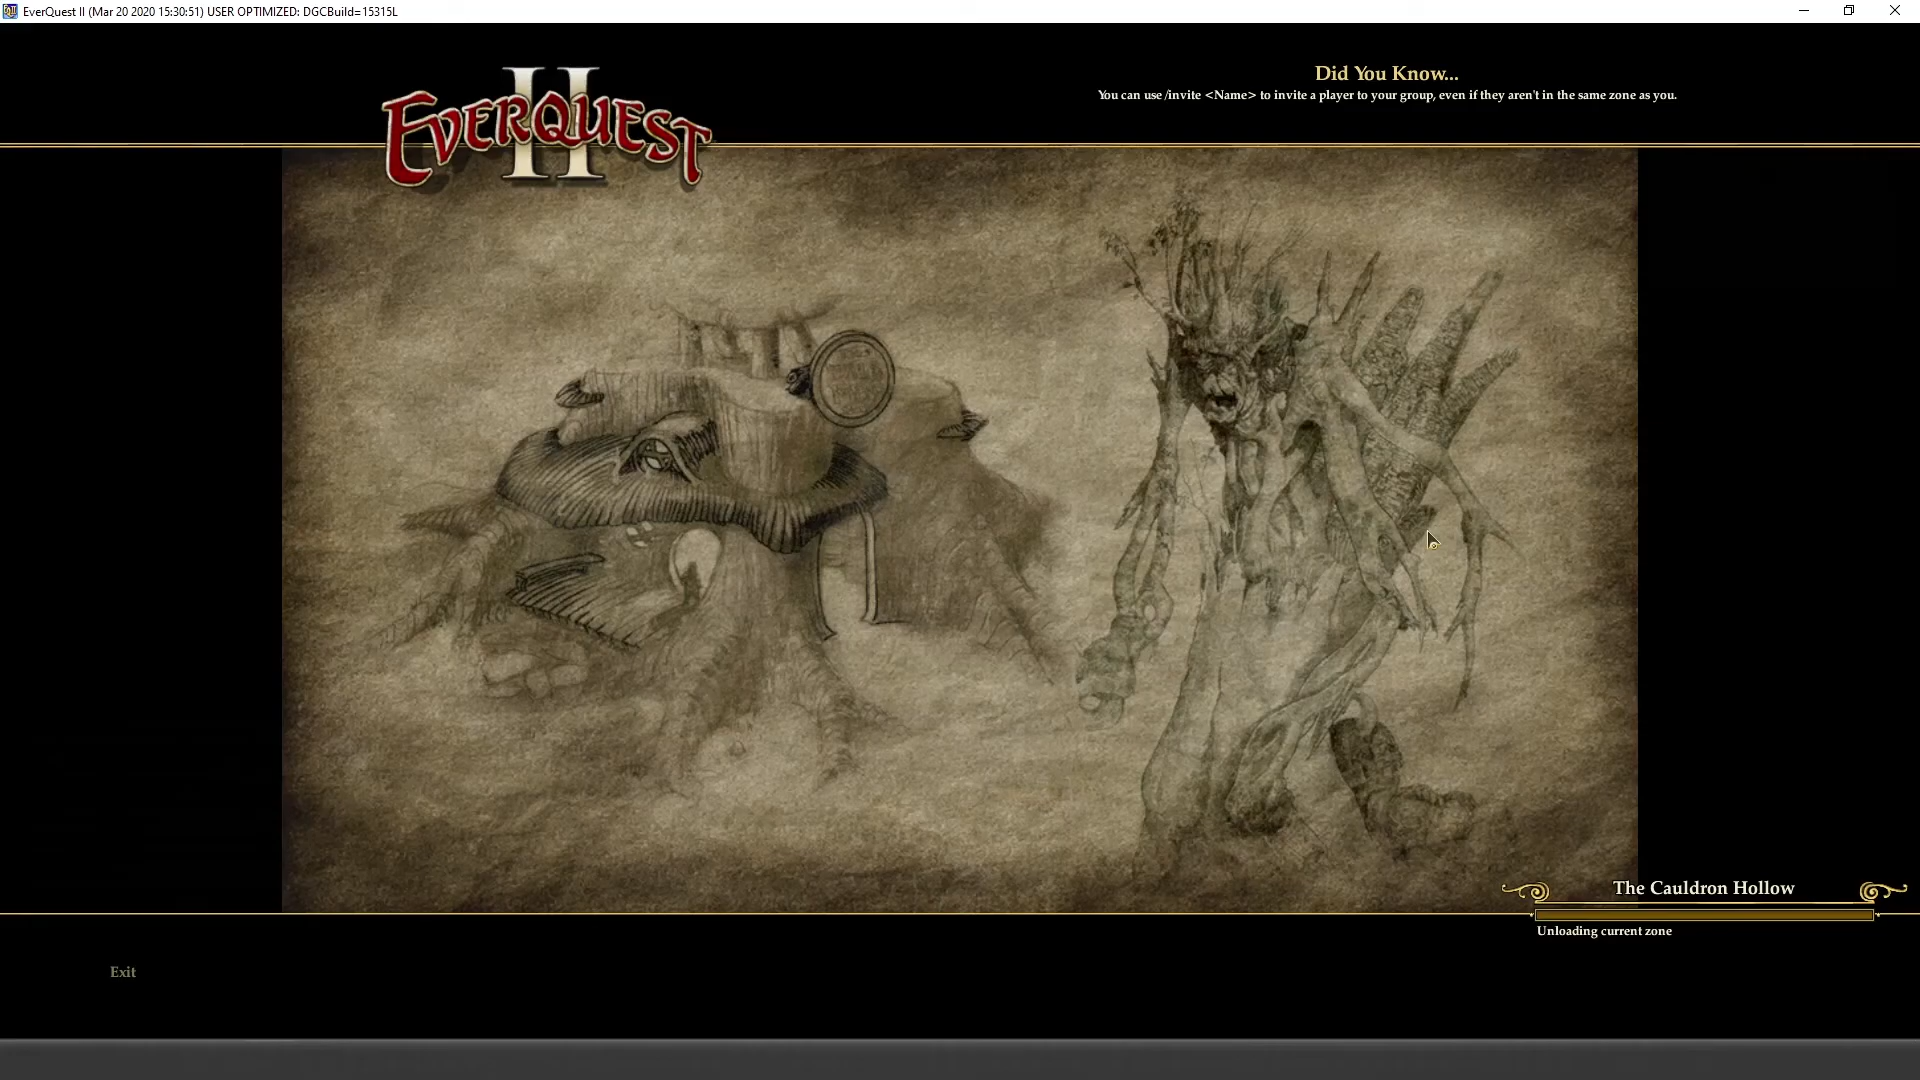 EverQuest II (Mar 20 2020 15:30:51) USER OPTIMIZED: DGCBuild=15315L
EVERQUEST
II
Did You Know...
You can use /invite <Name> to invite a player to your group, even if they aren't in the same zone as you.
The Cauldron Hollow
Unloading current zone
Exit